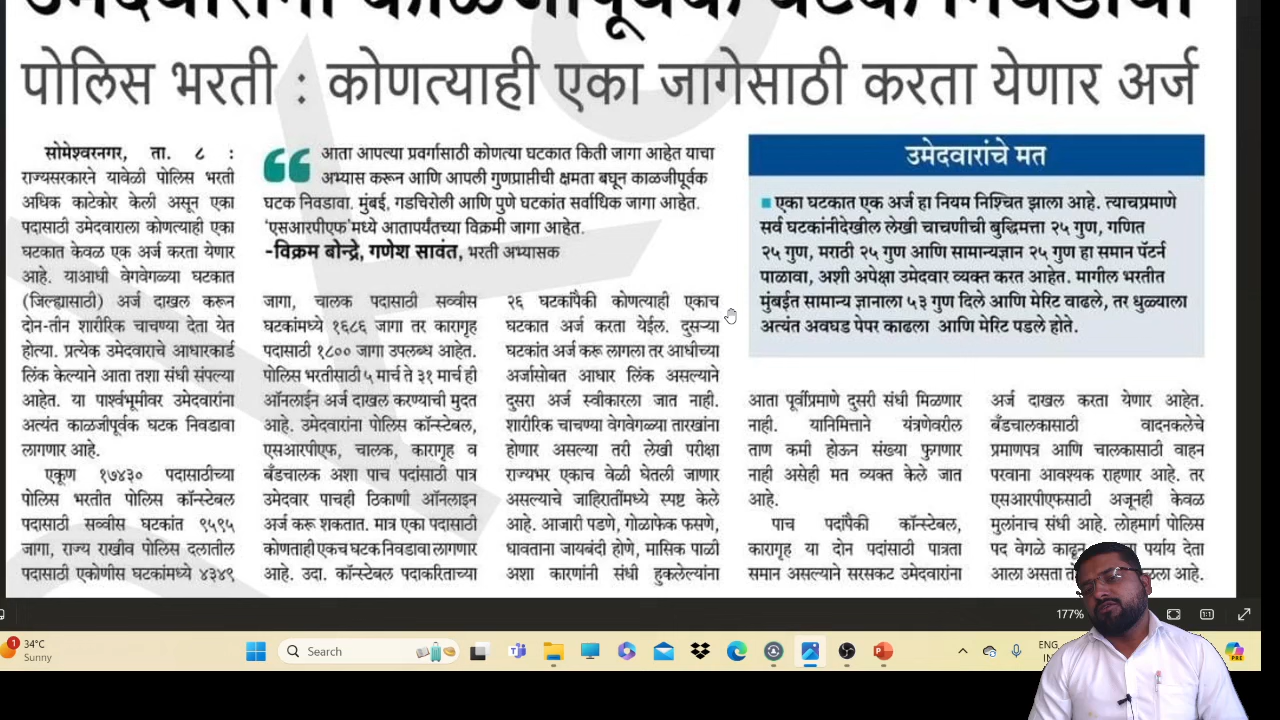 उमेदवारांनी काळजीपूर्वक घटक निवडावा
पोलिस भरती : कोणत्याही एका जागेसाठी करता येणार अर्ज
सोमेश्वरनगर, ता. ८ :
राज्यसरकारने यावेळी पोलिस भरती
अधिक काटेकोर केली असून एका
पदासाठी उमेदवाराला कोणत्याही एका
घटकात केवळ एक अर्ज करता येणार
आहे. याआधी वेगवेगळ्या घटकात
(जिल्ह्यासाठी) अर्ज दाखल करून
दोन-तीन शारीरिक चाचण्या देता येत
होत्या. प्रत्येक उमेदवाराचे आधारकार्ड
लिंक केल्याने आता तशा संधी संपल्या
आहेत. या पार्श्वभूमीवर उमेदवारांना
अत्यंत काळजीपूर्वक घटक निवडावा
लागणार आहे.
एकूण १७४३० पदासाठीच्या
पोलिस भरतीत पोलिस कॉन्स्टेबल
पदासाठी सव्वीस घटकांत ९५९५
जागा, राज्य राखीव पोलिस दलातील
पदासाठी एकोणीस घटकांमध्ये ४३४९
आता आपल्या प्रवर्गासाठी कोणत्या घटकात किती जागा आहेत याचा
अभ्यास करून आणि आपली गुणप्राप्तीची क्षमता बघून काळजीपूर्वक
घटक निवडावा. मुंबई, गडचिरोली आणि पुणे घटकांत सर्वाधिक जागा आहेत.
'एसआरपीएफ'मध्ये आतापर्यंतच्या विक्रमी जागा आहेत.
-विक्रम बोन्द्रे, गणेश सावंत, भरती अभ्यासक
जागा, चालक पदासाठी सव्वीस
घटकांमध्ये १६८६ जागा तर कारागृह
पदासाठी १८०० जागा उपलब्ध आहेत.
पोलिस भरतीसाठी ५ मार्च ते ३१ मार्च ही
ऑनलाईन अर्ज दाखल करण्याची मुदत
आहे. उमेदवारांना पोलिस कॉन्स्टेबल,
एसआरपीएफ, चालक, कारागृह व
बँडचालक अशा पाच पदांसाठी पात्र
उमेदवार पाचही ठिकाणी ऑनलाइन
अर्ज करू शकतात. मात्र एका पदासाठी
कोणताही एकच घटक निवडावा लागणार
आहे. उदा. कॉन्स्टेबल पदाकरिताच्या
२६ घटकांपैकी कोणत्याही एकाच
घटकात अर्ज करता येईल. दुसऱ्या
घटकांत अर्ज करू लागला तर आधीच्या
अर्जासोबत आधार लिंक असल्याने
दुसरा अर्ज स्वीकारला जात नाही.
शारीरिक चाचण्या वेगवेगळ्या तारखांना
होणार असल्या तरी लेखी परीक्षा
राज्यभर एकाच वेळी घेतली जाणार
असल्याचे जाहिरातींमध्ये स्पष्ट केले
आहे. आजारी पडणे, गोळाफेक फसणे,
धावताना जायबंदी होणे, मासिक पाळी
अशा कारणांनी संधी हुकलेल्यांना
उमेदवारांचे मत
एका घटकात एक अर्ज हा नियम निश्चित झाला आहे. त्याचप्रमाणे
सर्व घटकांनीदेखील लेखी चाचणीची बुद्धिमत्ता २५ गुण, गणित
२५ गुण, मराठी २५ गुण आणि सामान्यज्ञान २५ गुण हा समान पॅटर्न
पाळावा, अशी अपेक्षा उमेदवार व्यक्त करत आहेत. मागील भरतीत
मुंबईत सामान्य ज्ञानाला ५३ गुण दिले आणि मेरिट वाढले, तर धुळ्याला
अत्यंत अवघड पेपर काढला आणि मेरिट पडले होते.
आता पूर्वीप्रमाणे दुसरी संधी मिळणार
नाही. यानिमित्ताने यंत्रणेवरील
ताण कमी होऊन संख्या फुगणार
नाही असेही मत व्यक्त केले जात
आहे.
पाच पदांपैकी कॉन्स्टेबल,
कारागृह या दोन पदांसाठी पात्रता
समान असल्याने सरसकट उमेदवारांना
अर्ज दाखल करता येणार आहेत.
बँडचालकासाठी वादनकलेचे
प्रमाणपत्र आणि चालकासाठी वाहन
परवाना आवश्यक राहणार आहे. तर
एसआरपीएफसाठी अजूनही केवळ
मुलांनाच संधी आहे. लोहमार्ग पोलिस
पद वेगळे काढून पर्याय देता
आला असता आहे.
177%
1
34°C
Sunny
Search
ENG
PRE